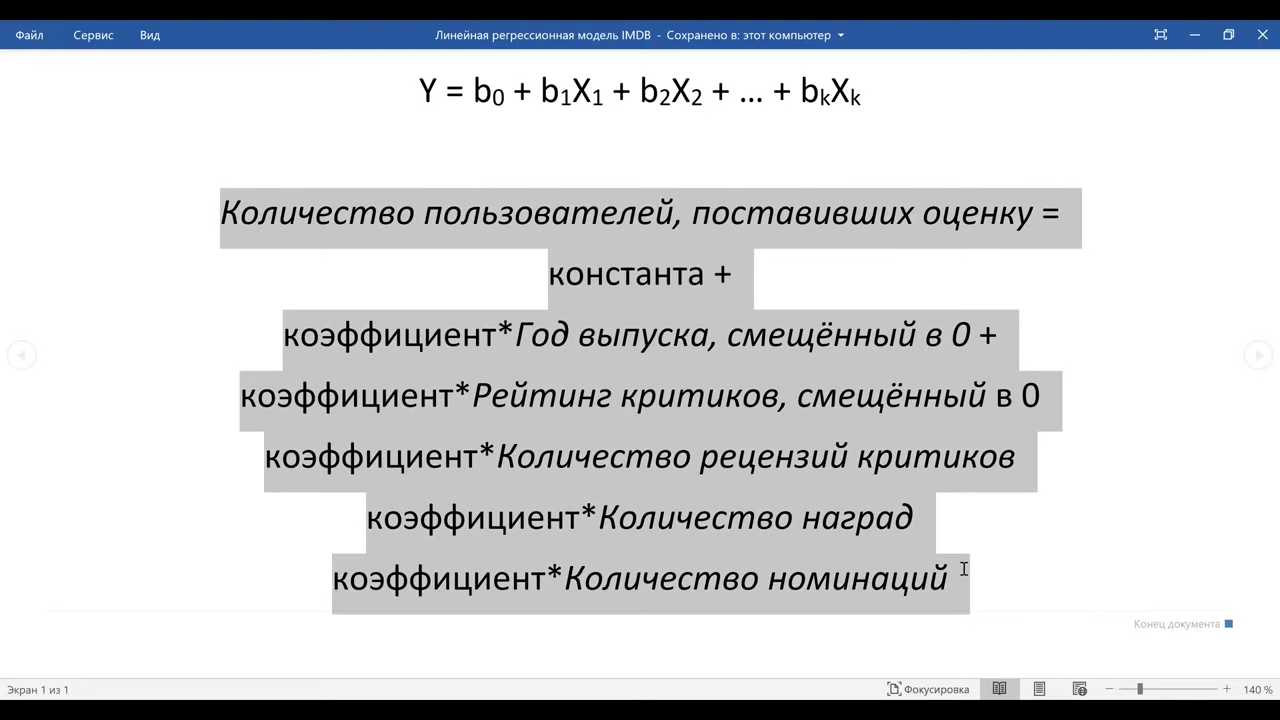 Файл Сервис Вид Линейная регрессионная модель IMDB - Сохранено в: этот компьютер
Y = b0 + b1X1 + b2X2 + ... + bkXk
Количество пользователей, поставивших оценку =
константа +
коэффициент*Год выпуска, смещённый в 0 +
коэффициент*Рейтинг критиков, смещённый в 0
коэффициент*Количество рецензий критиков
коэффициент*Количество наград
коэффициент*Количество номинаций
Конец документа
Экран 1 из 1 Фокусировка 140 %